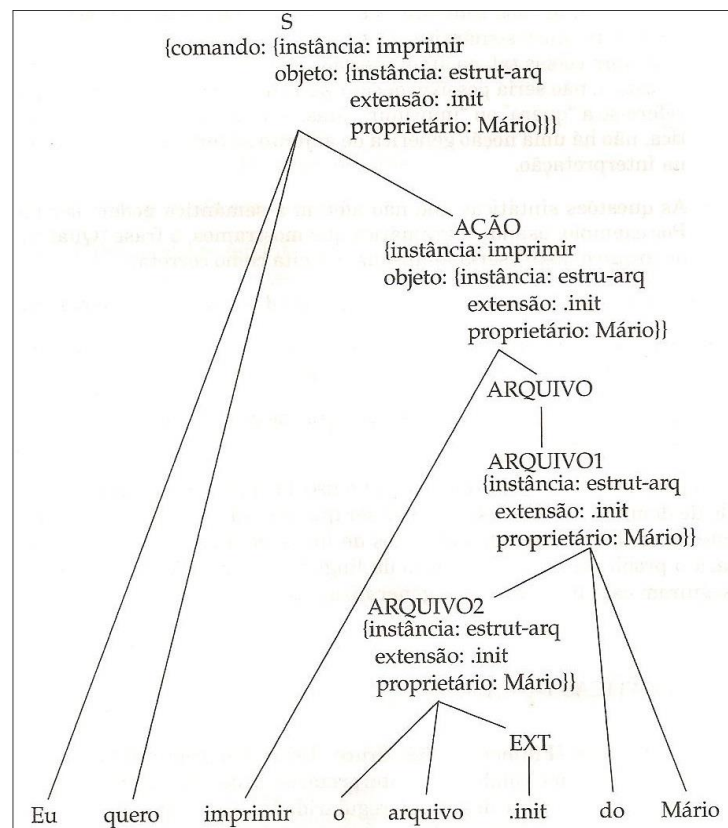 S
{comando: {instância: imprimir
objeto: {instância: estrut-arq
extensão: .init
proprietário: Mário}}}
AÇÃO
{instância: imprimir
objeto: {instância: estru-arq
extensão: .init
proprietário: Mário}}
ARQUIVO
ARQUIVO1
{instância: estrut-arq
extensão: .init
proprietário: Mário}}
ARQUIVO2
{instância: estrut-arq
extensão: .init
proprietário: Mário}}
EXT
Eu quero imprimir o arquivo .init do Mário